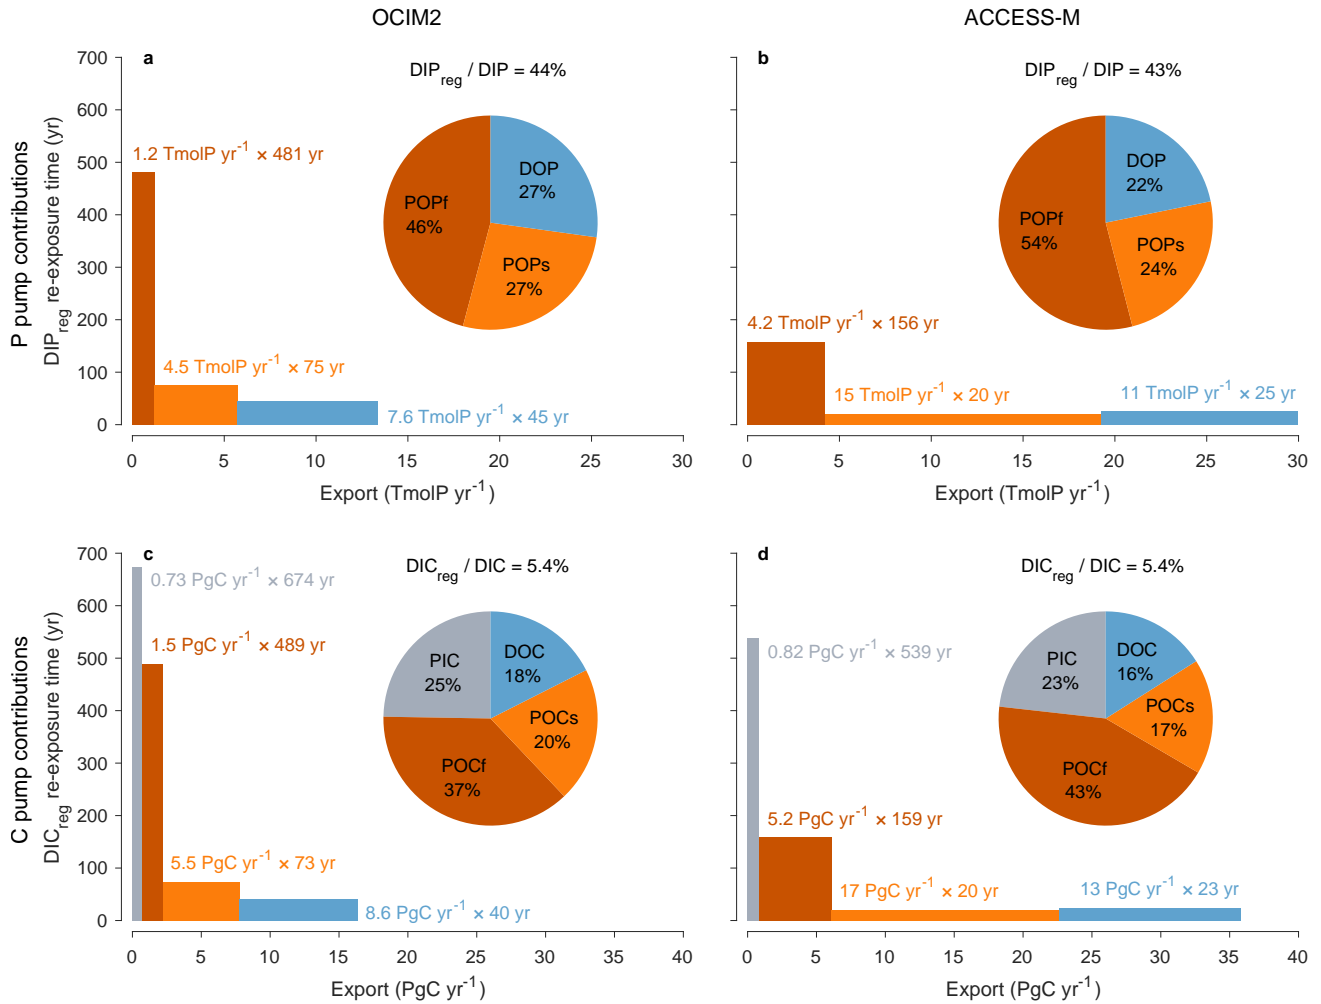 OCIM2
ACCESS-M
P pump contributions
DIPreg re-exposure time (yr)
a
DIPreg / DIP = 44%
700
600
500
400
300
200
100
0
1.2 TmolP yr-1 × 481 yr
4.5 TmolP yr-1 × 75 yr
7.6 TmolP yr-1 × 45 yr
DOP
27%
POPf
46%
POPs
27%
0 5 10 15 20 25 30
Export (TmolP yr-1)
b
DIPreg / DIP = 43%
4.2 TmolP yr-1 × 156 yr
15 TmolP yr-1 × 20 yr
11 TmolP yr-1 × 25 yr
DOP
22%
POPf
54%
POPs
24%
0 5 10 15 20 25 30
Export (TmolP yr-1)
C pump contributions
DICreg re-exposure time (yr)
c
DICreg / DIC = 5.4%
700
600
500
400
300
200
100
0
0.73 PgC yr-1 × 674 yr
1.5 PgC yr-1 × 489 yr
5.5 PgC yr-1 × 73 yr
8.6 PgC yr-1 × 40 yr
PIC
25%
DOC
18%
POCs
20%
POCf
37%
0 5 10 15 20 25 30 35 40
Export (PgC yr-1)
d
DICreg / DIC = 5.4%
0.82 PgC yr-1 × 539 yr
5.2 PgC yr-1 × 159 yr
17 PgC yr-1 × 20 yr
13 PgC yr-1 × 23 yr
PIC
23%
DOC
16%
POCs
17%
POCf
43%
0 5 10 15 20 25 30 35 40
Export (PgC yr-1)